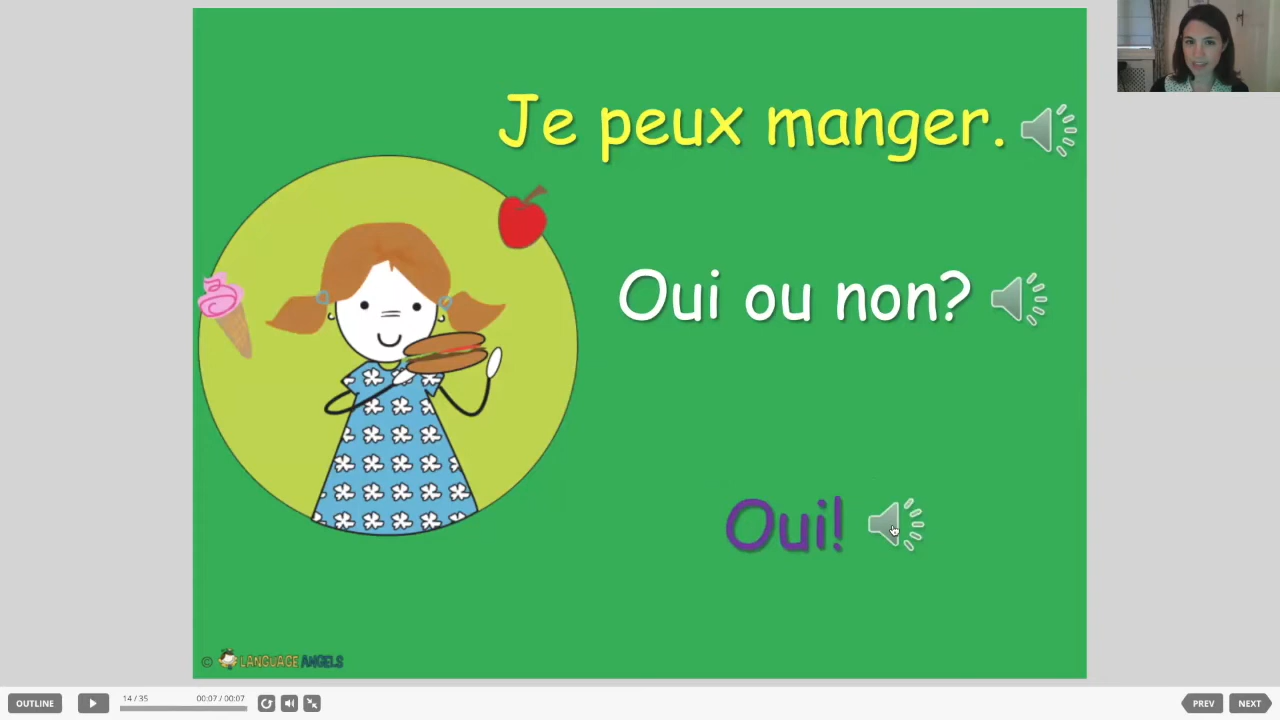 Je peux manger.
Oui ou non?
Oui!
© LANGUAGE ANGELS
OUTLINE
14 / 35
00:07 / 00:07
PREV
NEXT